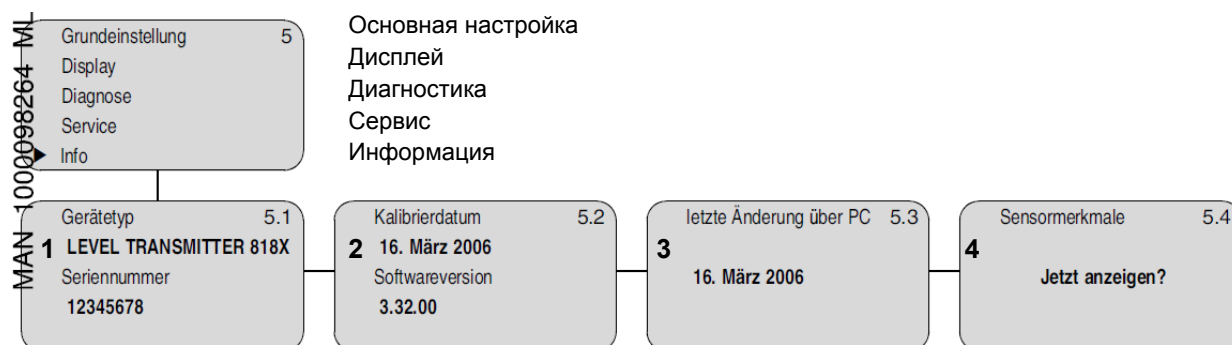 MAN 1000098264 ML
Grundeinstellung 5
Display
Diagnose
Service
Info
Основная настройка
Дисплей
Диагностика
Сервис
Информация
Gerätetyp 5.1
1 LEVEL TRANSMITTER 818X
Seriennummer
12345678
Kalibrierdatum 5.2
2 16. März 2006
Softwareversion
3.32.00
letzte Änderung über PC 5.3
3
16. März 2006
Sensormerkmale 5.4
4
Jetzt anzeigen?